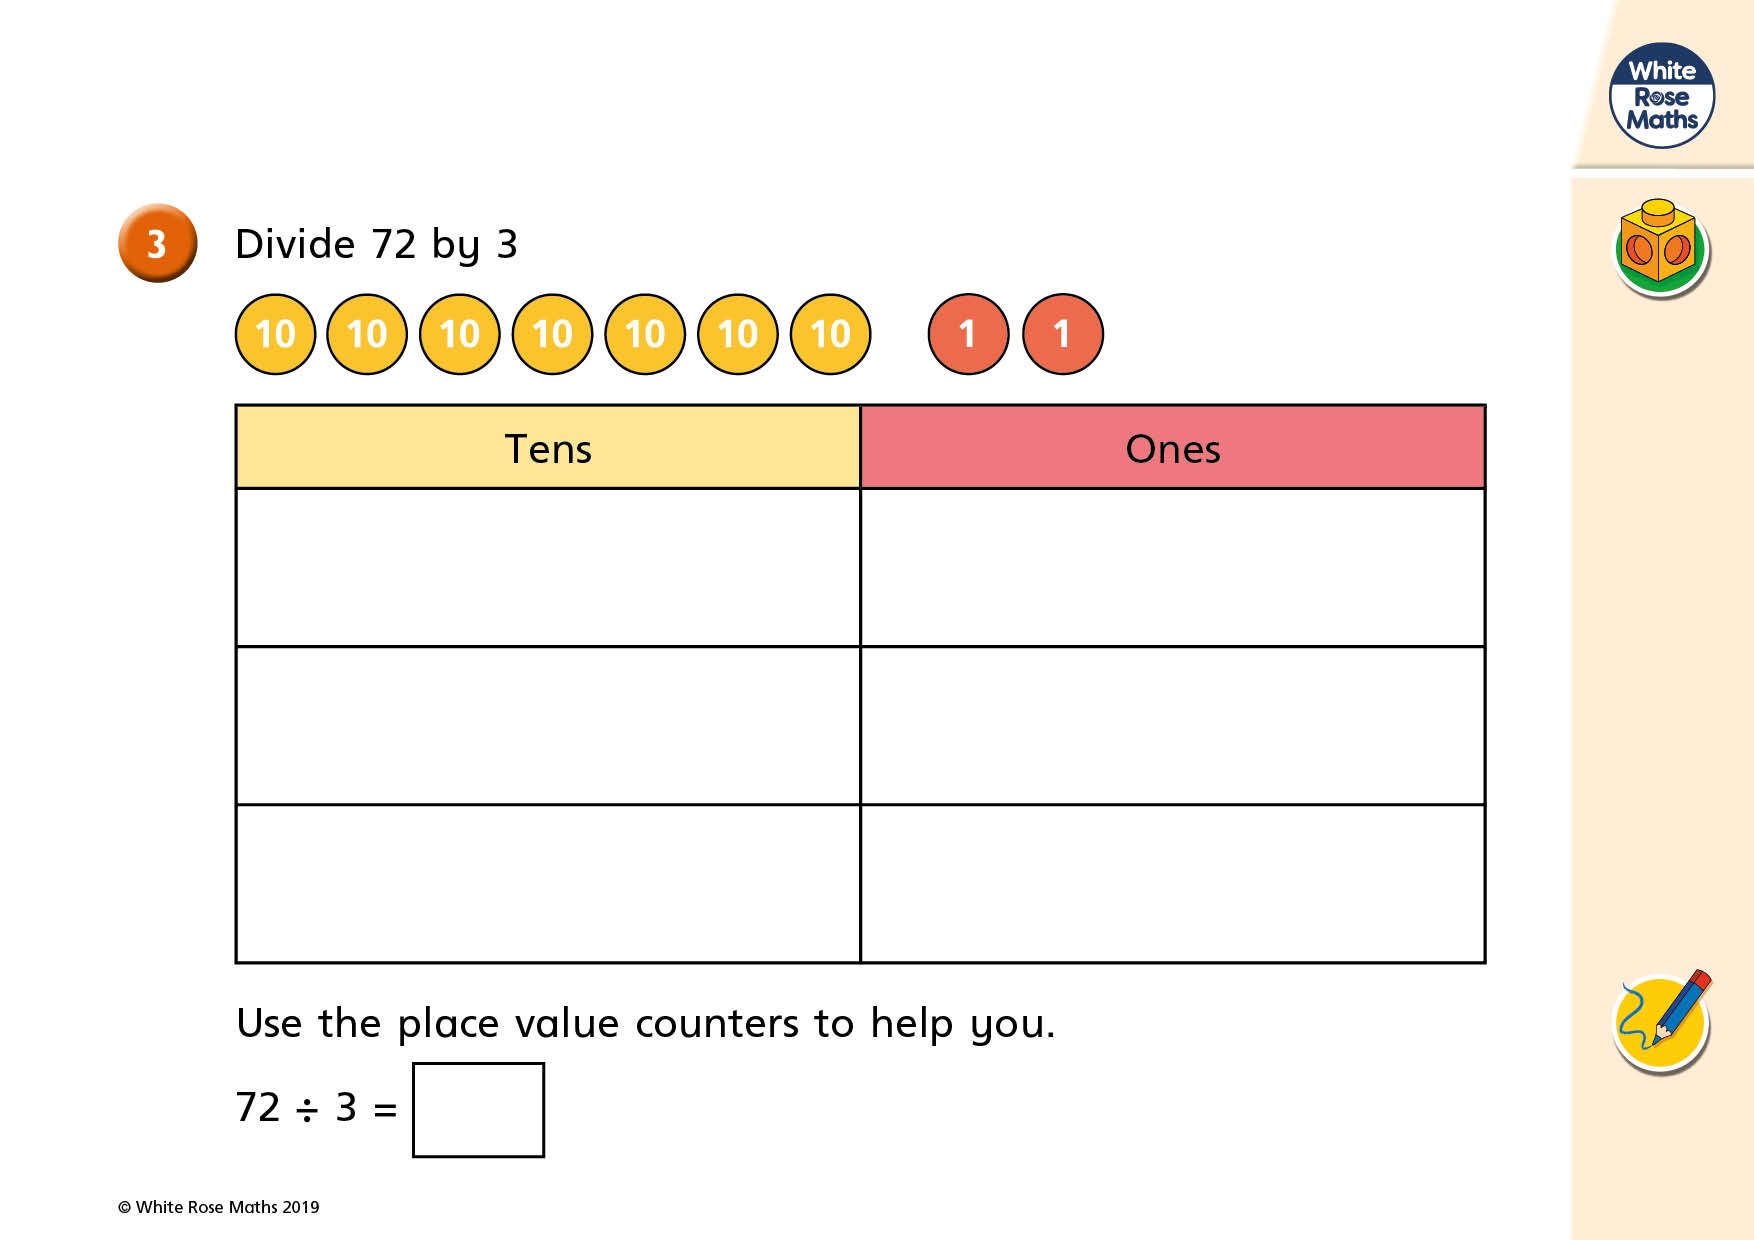 White
Rose
Maths
3 Divide 72 by 3
10 10 10 10 10 10 10 1 1
Tens Ones
Use the place value counters to help you.
72 ÷ 3 =
© White Rose Maths 2019